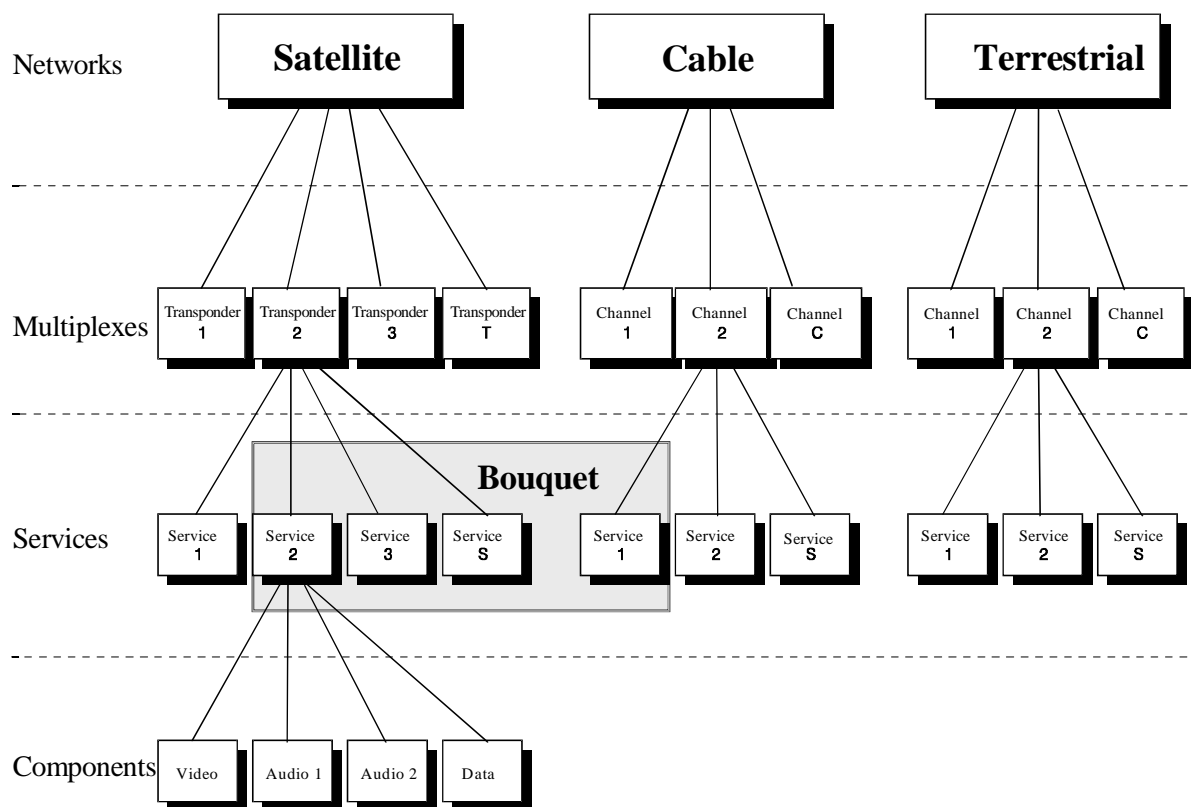 Networks
Satellite
Cable
Terrestrial
Multiplexes
Transponder
1
Transponder
2
Transponder
3
Transponder
T
Channel
1
Channel
2
Channel
C
Channel
1
Channel
2
Channel
C
Bouquet
Services
Service
1
Service
2
Service
3
Service
S
Service
1
Service
2
Service
S
Service
1
Service
2
Service
S
Components
Video
Audio 1
Audio 2
Data